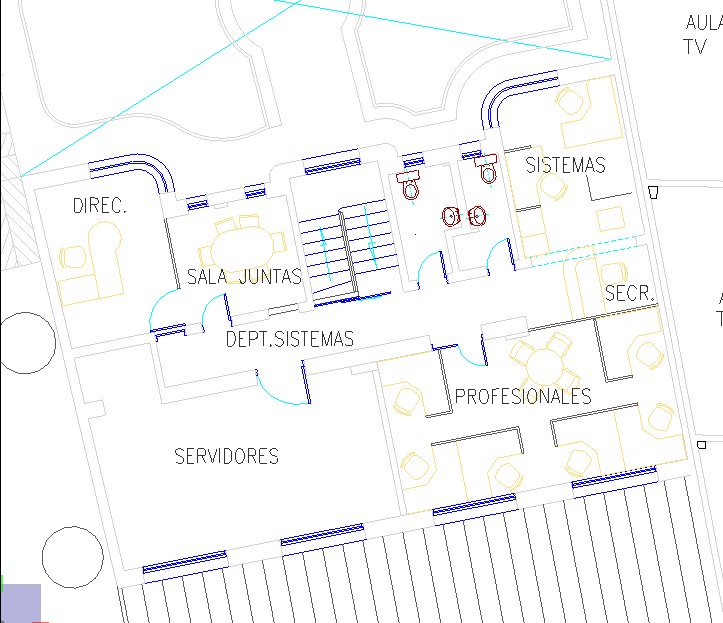 AULA
TV
SISTEMAS
DIREC.
SALA JUNTAS
SECR.
DEPT.SISTEMAS
PROFESIONALES
SERVIDORES